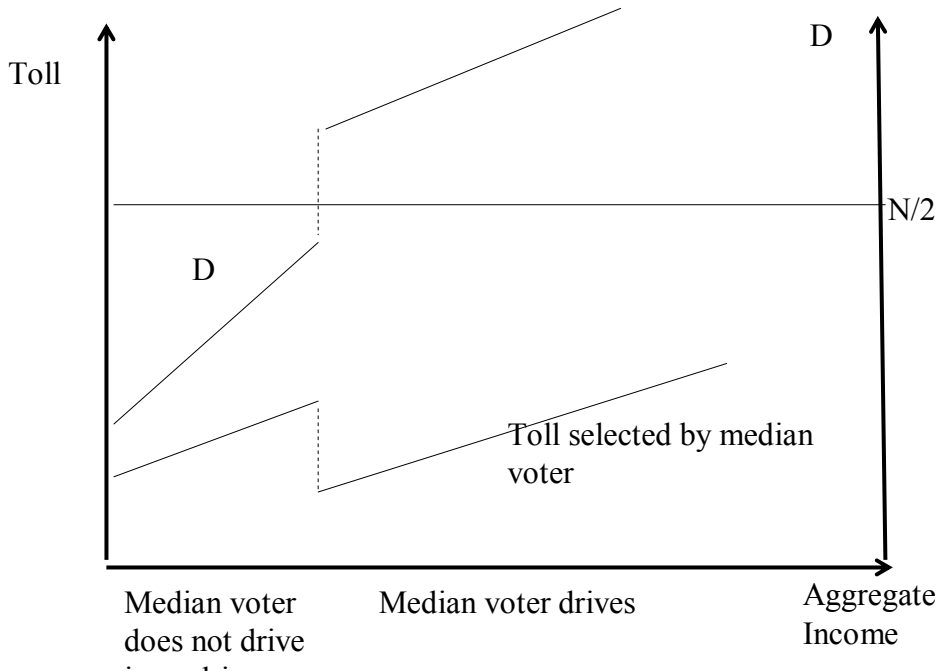 Toll
D
N/2
D
Toll selected by median
voter
Median voter
does not drive
Median voter drives
Aggregate
Income